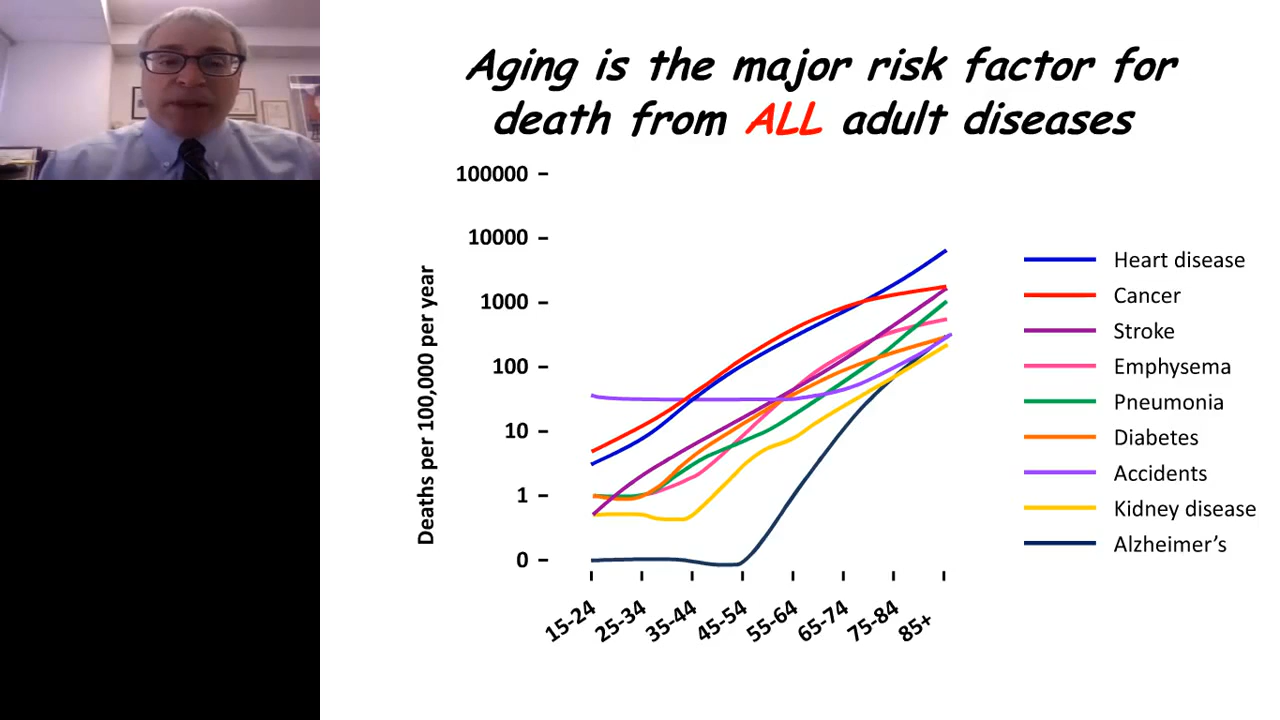 Aging is the major risk factor for
death from ALL adult diseases
100000
10000
1000
100
10
1
0
Deaths per 100,000 per year
15-24
25-34
35-44
45-54
55-64
65-74
75-84
85+
Heart disease
Cancer
Stroke
Emphysema
Pneumonia
Diabetes
Accidents
Kidney disease
Alzheimer’s